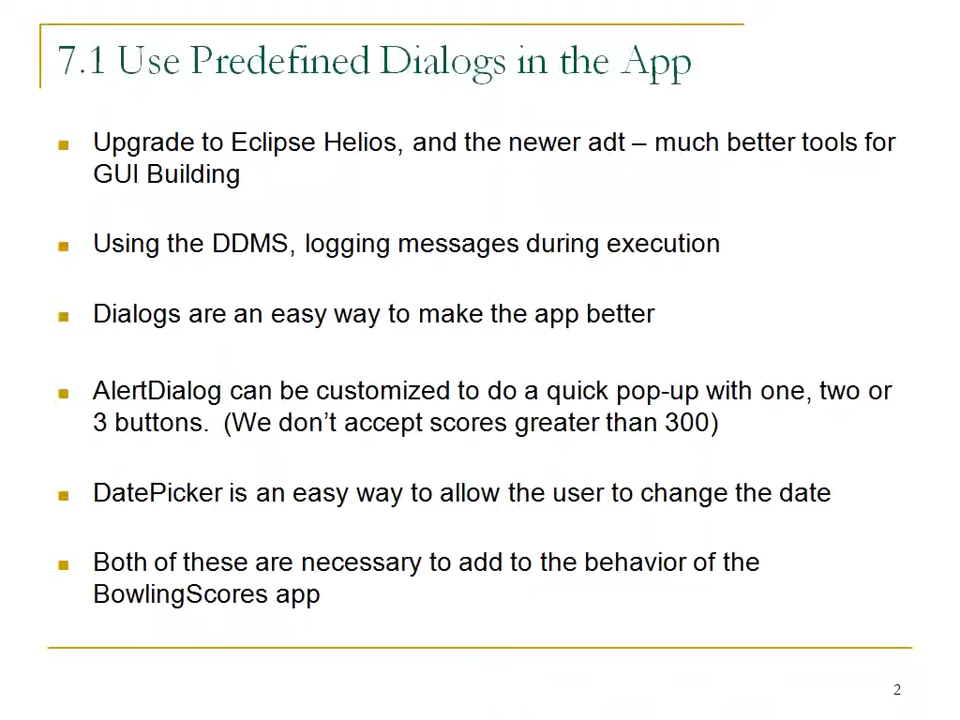 7.1 Use Predefined Dialogs in the App
Upgrade to Eclipse Helios, and the newer adt – much better tools for
GUI Building
Using the DDMS, logging messages during execution
Dialogs are an easy way to make the app better
AlertDialog can be customized to do a quick pop-up with one, two or
3 buttons.  (We don’t accept scores greater than 300)
DatePicker is an easy way to allow the user to change the date
Both of these are necessary to add to the behavior of the
BowlingScores app
2